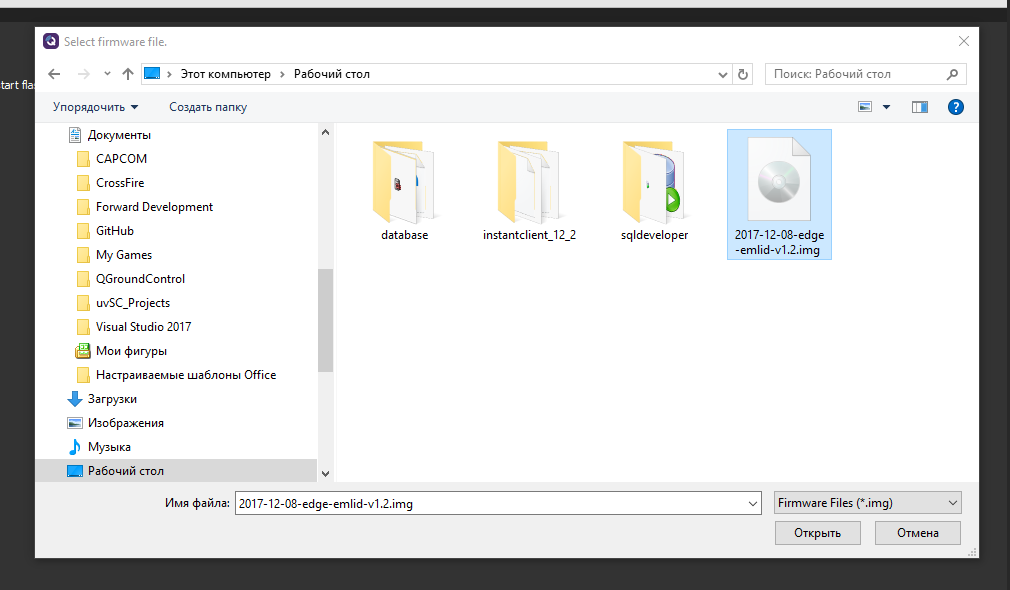 Select firmware file.
tart fla
Этот компьютер
Рабочий стол
Поиск: Рабочий стол
Упорядочить
Создать папку
Документы
CAPCOM
CrossFire
Forward Development
GitHub
My Games
QGroundControl
uvSC_Projects
Visual Studio 2017
Мои фигуры
Настраиваемые шаблоны Office
Загрузки
Изображения
Музыка
Рабочий стол
database
instantclient_12_2
sqldeveloper
2017-12-08-edge
-emlid-v1.2.img
Имя файла:
2017-12-08-edge-emlid-v1.2.img
Firmware Files (*.img)
Открыть
Отмена